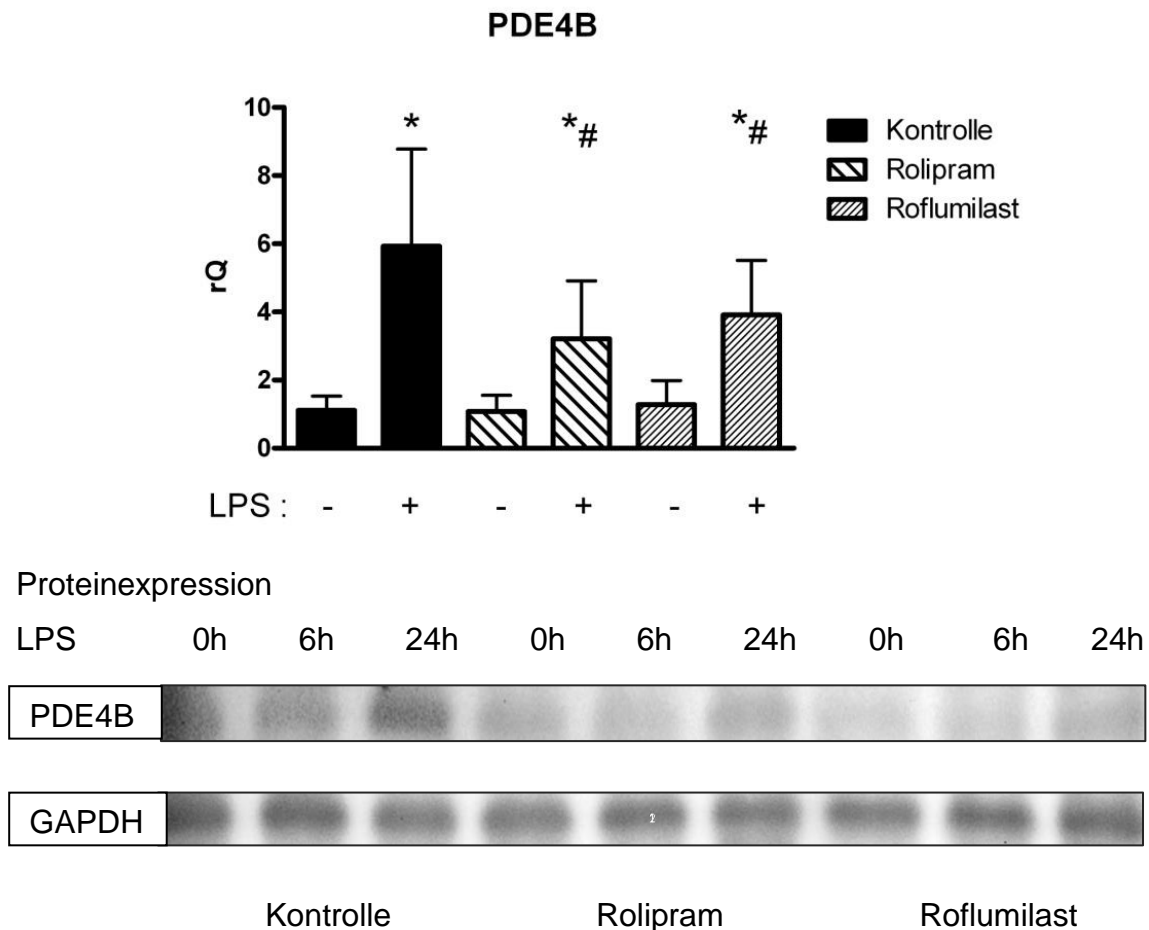 PDE4B
10
8
6
4
2
0
rQ
* *# *#
Kontrolle
Rolipram
Roflumilast
LPS : - + - + - +
Proteinexpression
LPS 0h 6h 24h 0h 6h 24h 0h 6h 24h
PDE4B
GAPDH
Kontrolle Rolipram Roflumilast